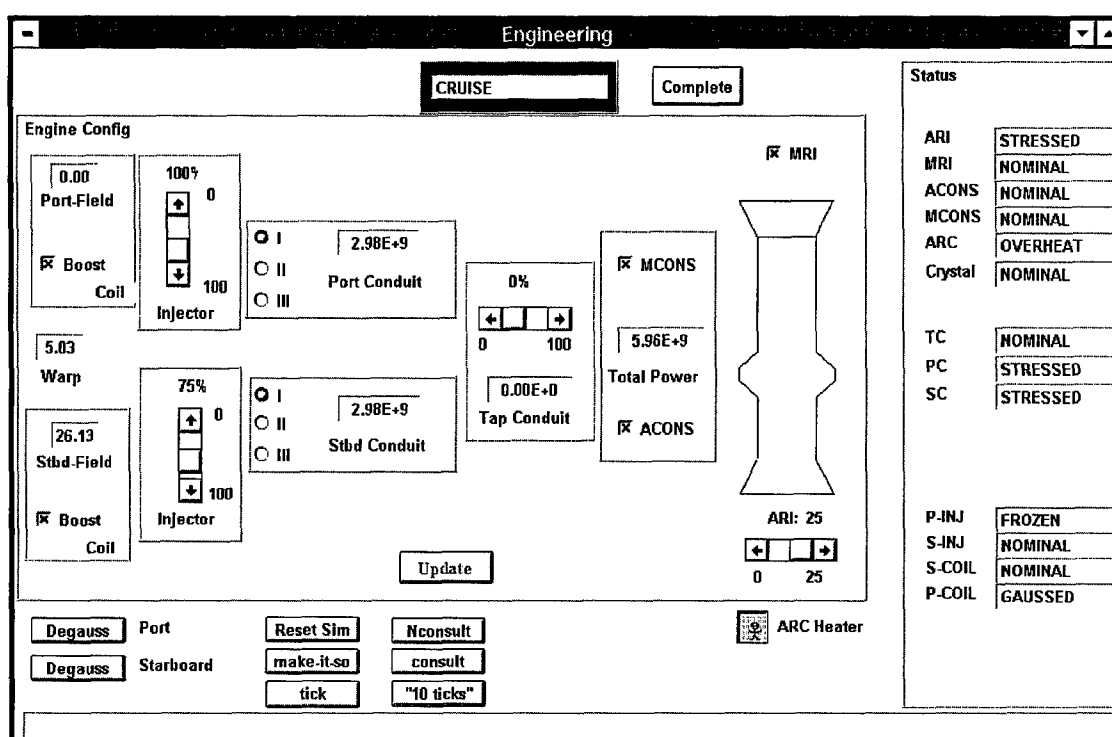 Engineering
CRUISE
Complete
Engine Config
0.00
Port-Field
Boost
Coil
100%
0
100
Injector
I
II
III
2.98E+9
Port Conduit
5.03
Warp
26.13
Stbd-Field
Boost
Coil
75%
0
100
Injector
I
II
III
2.98E+9
Stbd Conduit
0%
0 100
0.00E+0
Tap Conduit
MCONS
5.96E+9
Total Power
ACONS
MRI
ARI: 25
0 25
Update
Degauss Port
Degauss Starboard
Reset Sim
make-it-so
tick
Nconsult
consult
"10 ticks"
ARC Heater
Status
ARI STRESSED
MRI NOMINAL
ACONS NOMINAL
MCONS NOMINAL
ARC OVERHEAT
Crystal NOMINAL
TC NOMINAL
PC STRESSED
SC STRESSED
P-INJ FROZEN
S-INJ NOMINAL
S-COIL NOMINAL
P-COIL GAUSSED